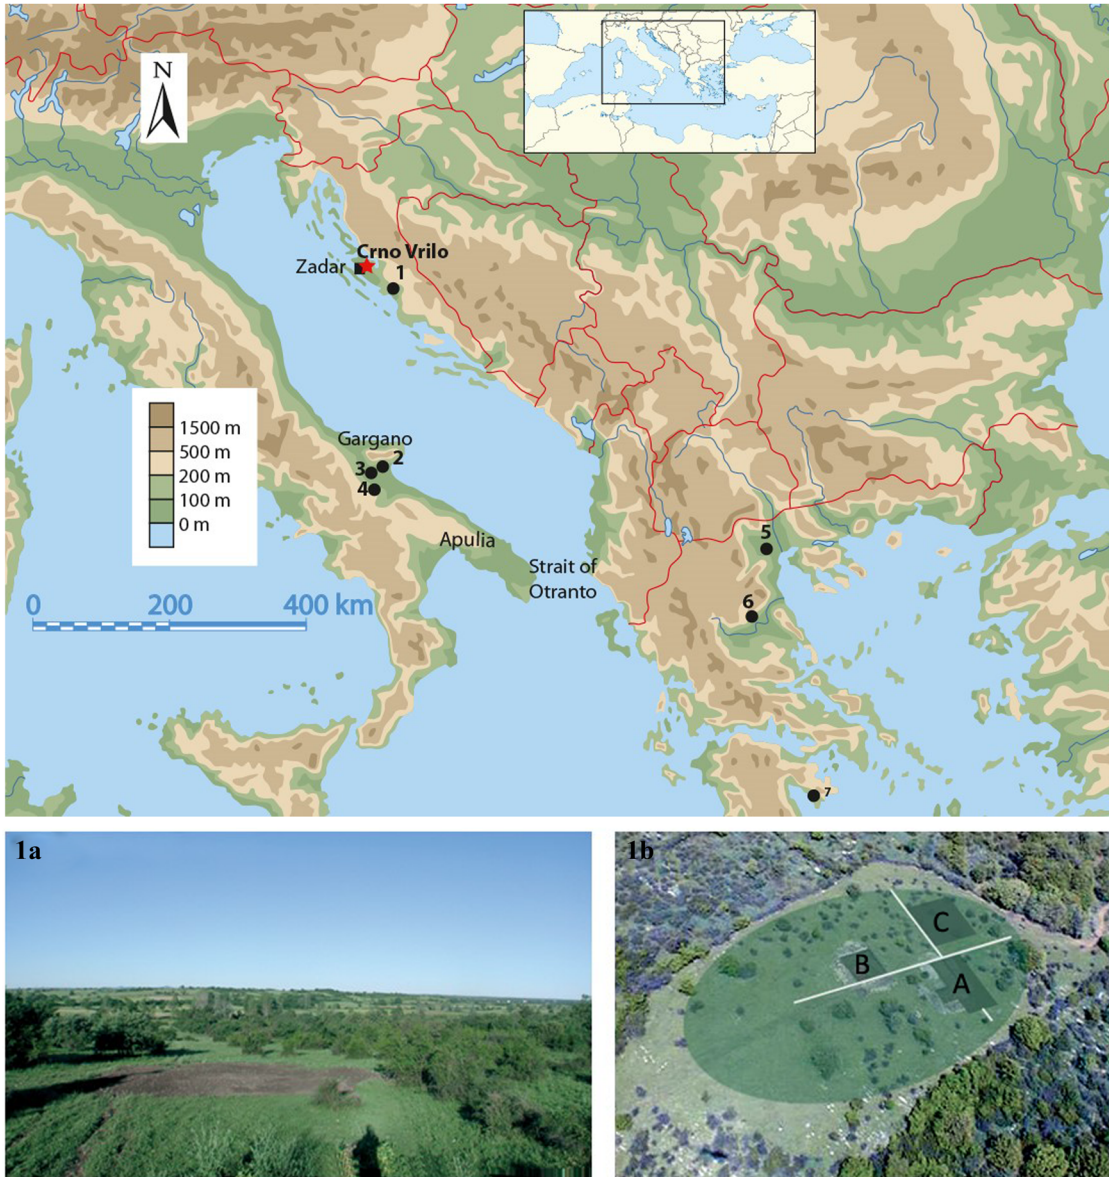 N
Crno Vrilo
Zadar
1
1500 m
500 m
200 m
100 m
0 m
Gargano
2
3
4
Apulia
Strait of
Otranto
5
6
0 200 400 km
7
1a
1b
C
B
A